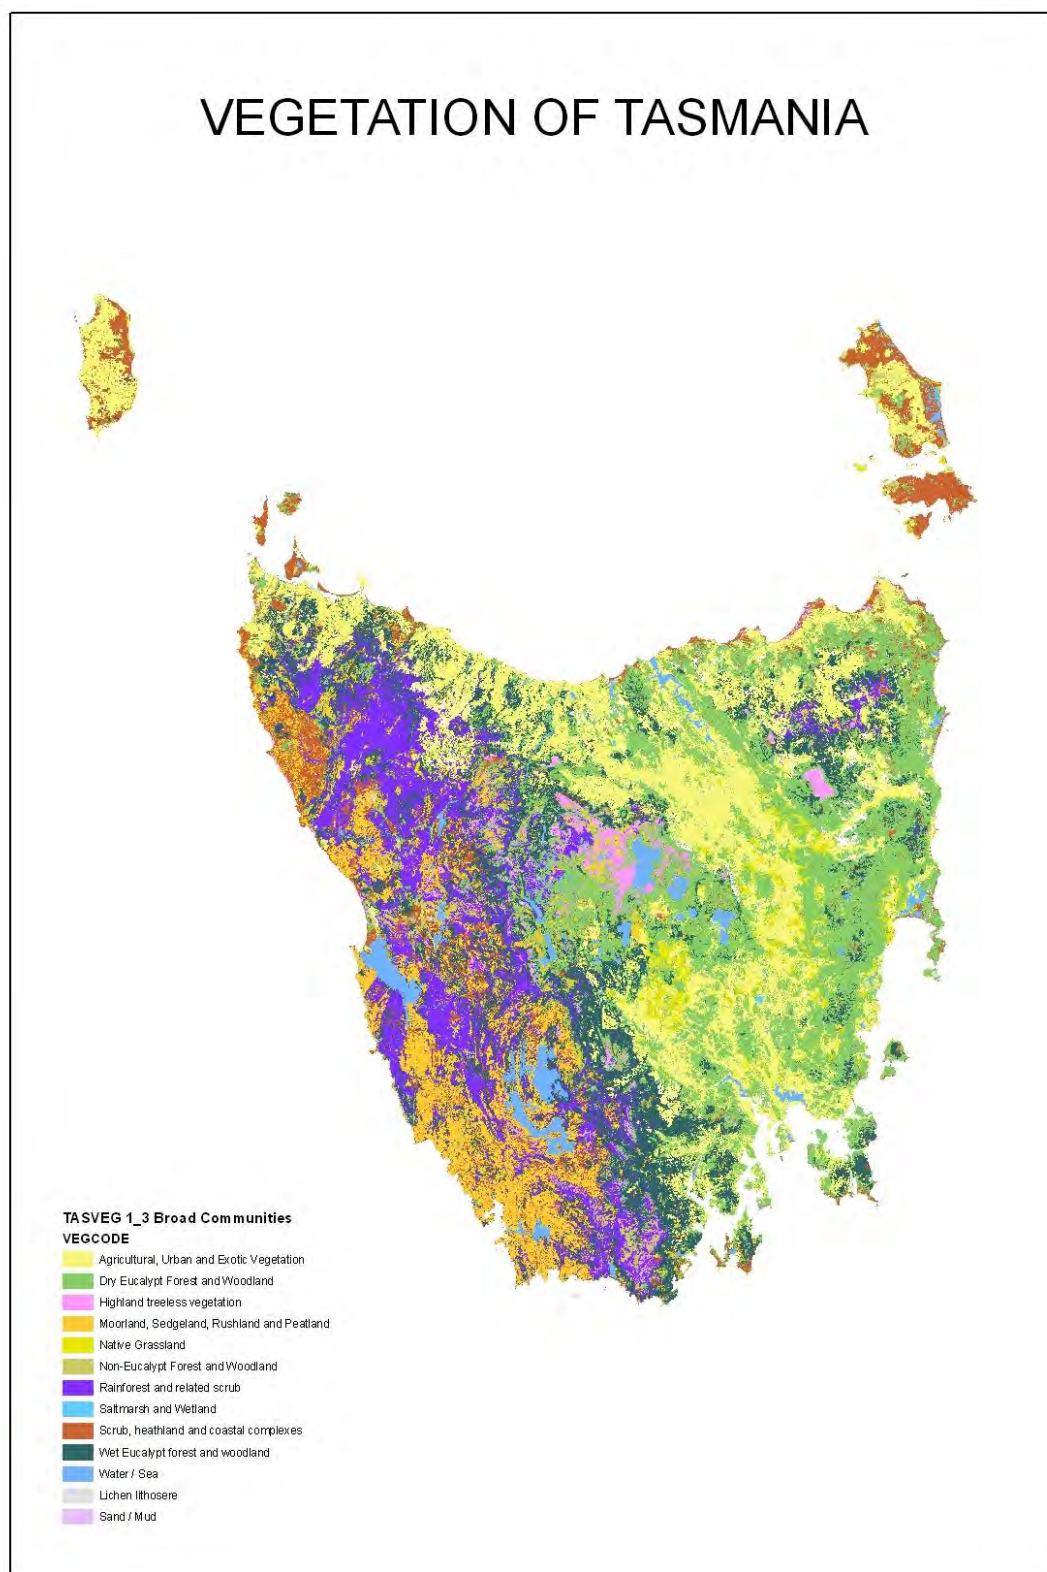 VEGETATION OF TASMANIA
TASVEG 1_3 Broad Communities
VEGCODE
Agricultural, Urban and Exotic Vegetation
Dry Eucalypt Forest and Woodland
Highland treeless vegetation
Moorland, Sedgeland, Rushland and Peatland
Native Grassland
Non-Eucalypt Forest and Woodland
Rainforest and related scrub
Saltmarsh and Wetland
Scrub, heathland and coastal complexes
Wet Eucalypt forest and woodland
Water / Sea
Lichen lithosere
Sand / Mud